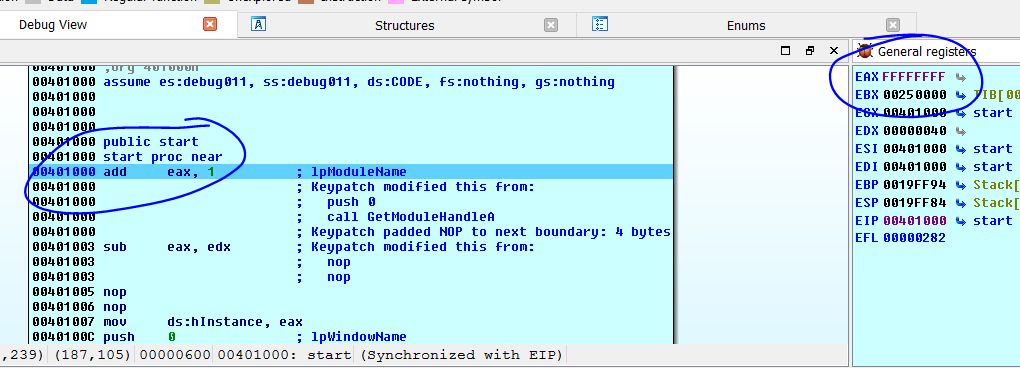 Debug View
Structures
Enums
00401000 assume es:debug011, ss:debug011, ds:CODE, fs:nothing, gs:nothing
00401000
00401000
00401000
00401000 public start
00401000 start proc near
00401000 add eax, 1 ; lpModuleName
00401000 ; Keypatch modified this from:
00401000 ; push 0
00401000 ; call GetModuleHandleA
00401000 ; Keypatch padded NOP to next boundary: 4 bytes
00401003 sub eax, edx ; Keypatch modified this from:
00401003 ; nop
00401003 ; nop
00401005 nop
00401006 nop
00401007 mov ds:hInstance, eax
0040100C push 0 ; lpWindowName
,239) (187,105) 00000600 00401000: start (Synchronized with EIP)
General registers
EAX FFFFFFFF
EBX 00250000 TIB[00
ECX 00401000 start
EDX 00000040
ESI 00401000 start
EDI 00401000 start
EBP 0019FF94 Stack[
ESP 0019FF84 Stack[
EIP 00401000 start
EFL 00000282